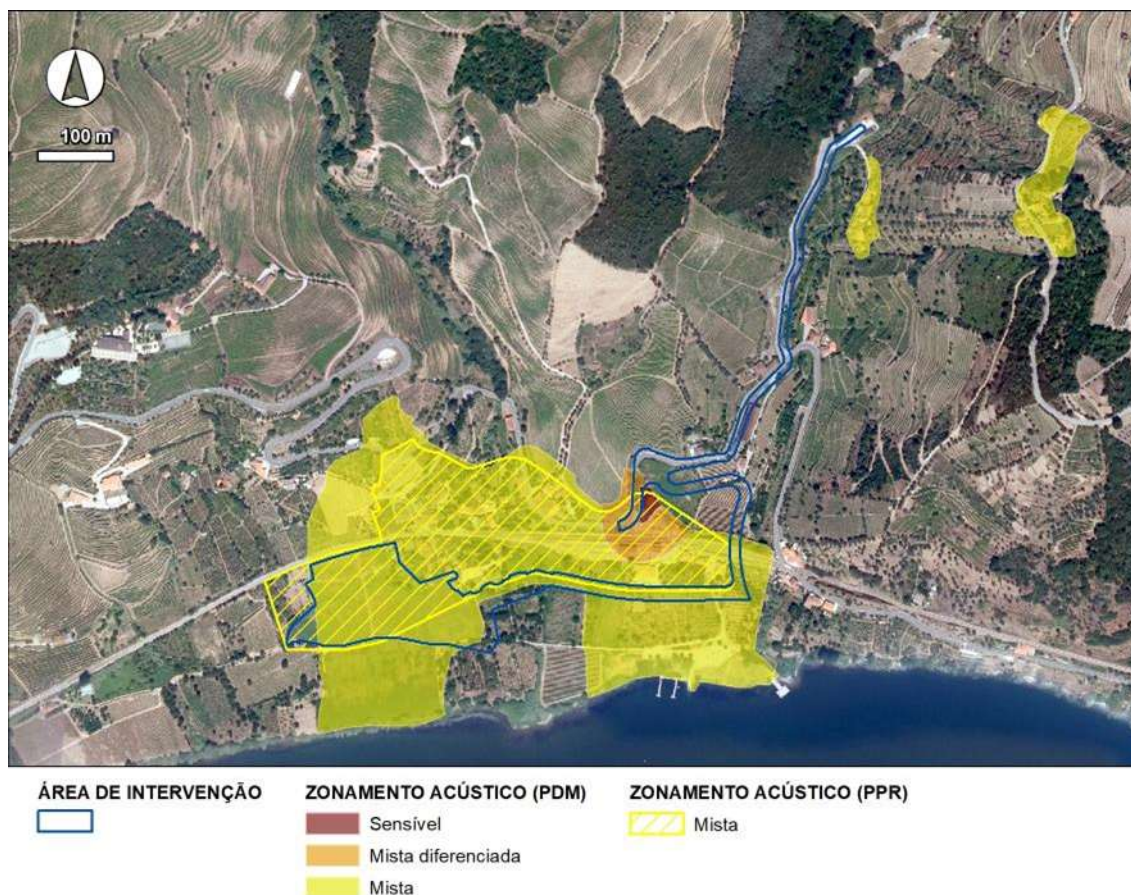 100 m
ÁREA DE INTERVENÇÃO
ZONAMENTO ACÚSTICO (PDM)
Sensível
Mista diferenciada
Mista
ZONAMENTO ACÚSTICO (PPR)
Mista